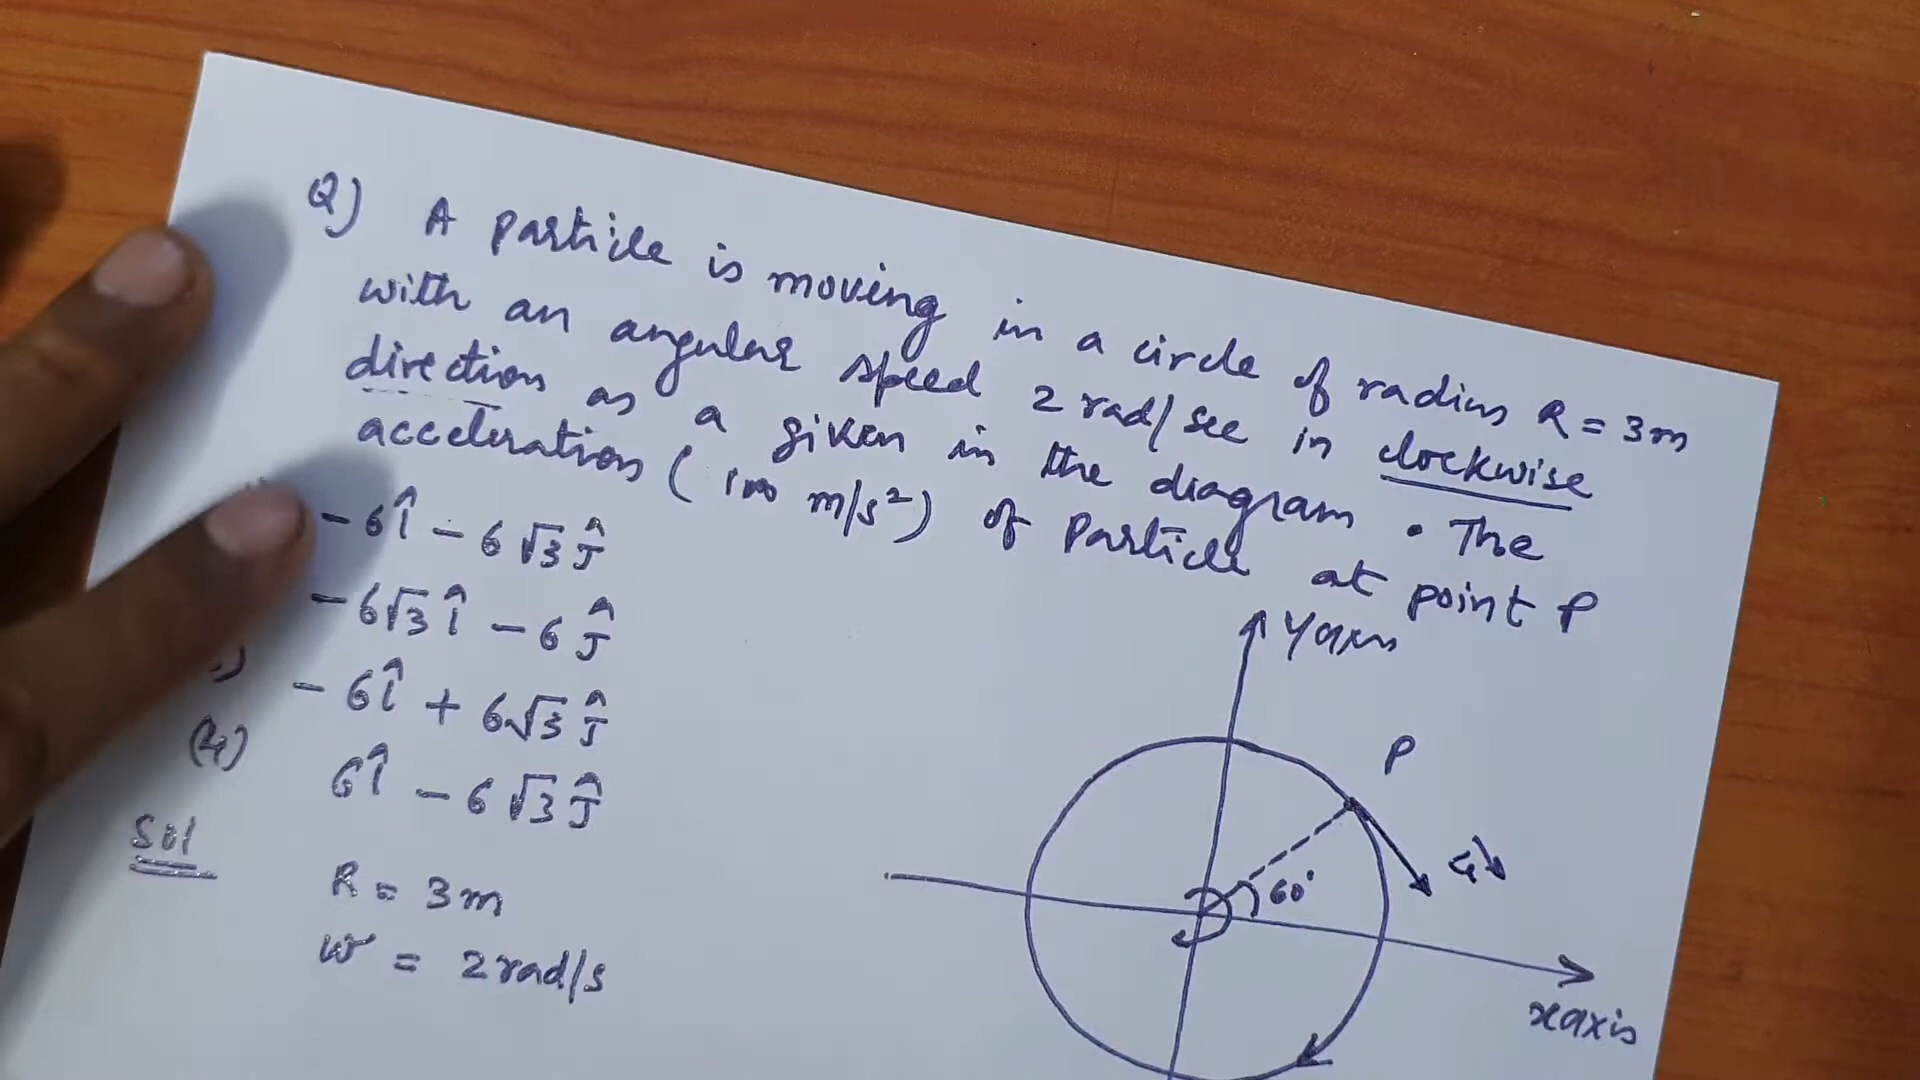 Q) A particle is moving in a circle of radius R = 3m
with an angular speed 2 rad/sec in clockwise
direction as a given in the diagram. The
acceleration ( in m/s²) of Particle at point P
- 6î - 6√3 ĵ
- 6√3 î - 6 ĵ
- 6î + 6√3 ĵ
(4) 6î - 6√3 ĵ
Sol
R = 3m
w = 2 rad/s
Y axis
P
60°
x axis